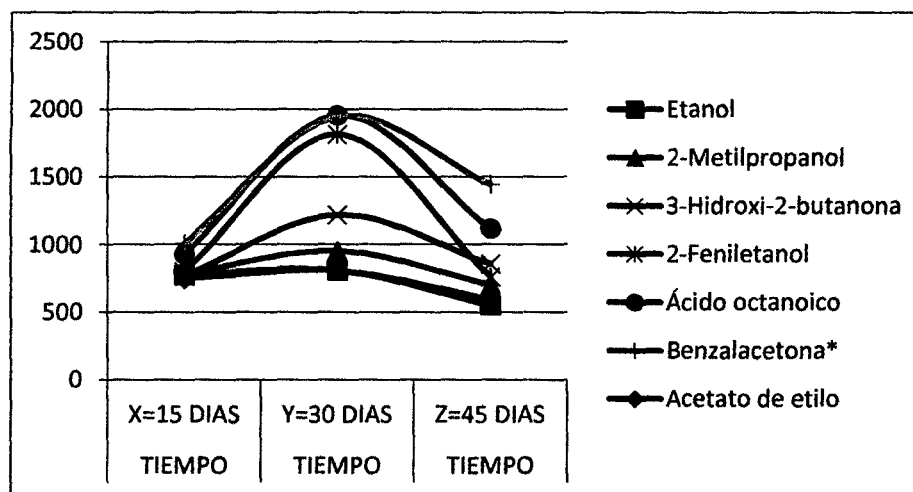 2500
2000
1500
1000
500
0
X=15 DIAS
Y=30 DIAS
Z=45 DIAS
TIEMPO
TIEMPO
TIEMPO
Etanol
2-Metilpropanol
3-Hidroxi-2-butanona
2-Feniletanol
Ácido octanoico
Benzalacetona*
Acetato de etilo